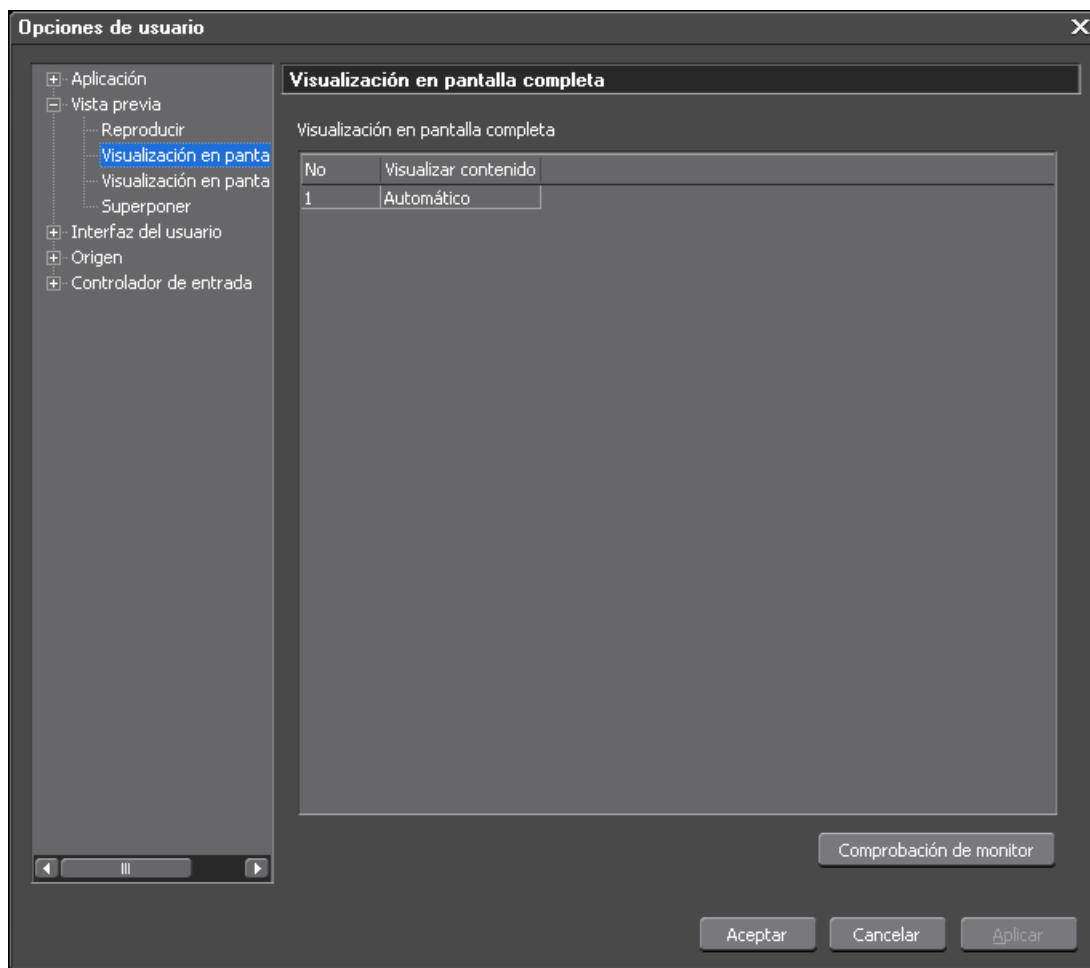 Opciones de usuario
Aplicación
Vista previa
Reproducir
Visualización en panta
Visualización en panta
Superponer
Interfaz del usuario
Origen
Controlador de entrada
Visualización en pantalla completa
Visualización en pantalla completa
No Visualizar contenido
1 Automático
Comprobación de monitor
Aceptar Cancelar Aplicar